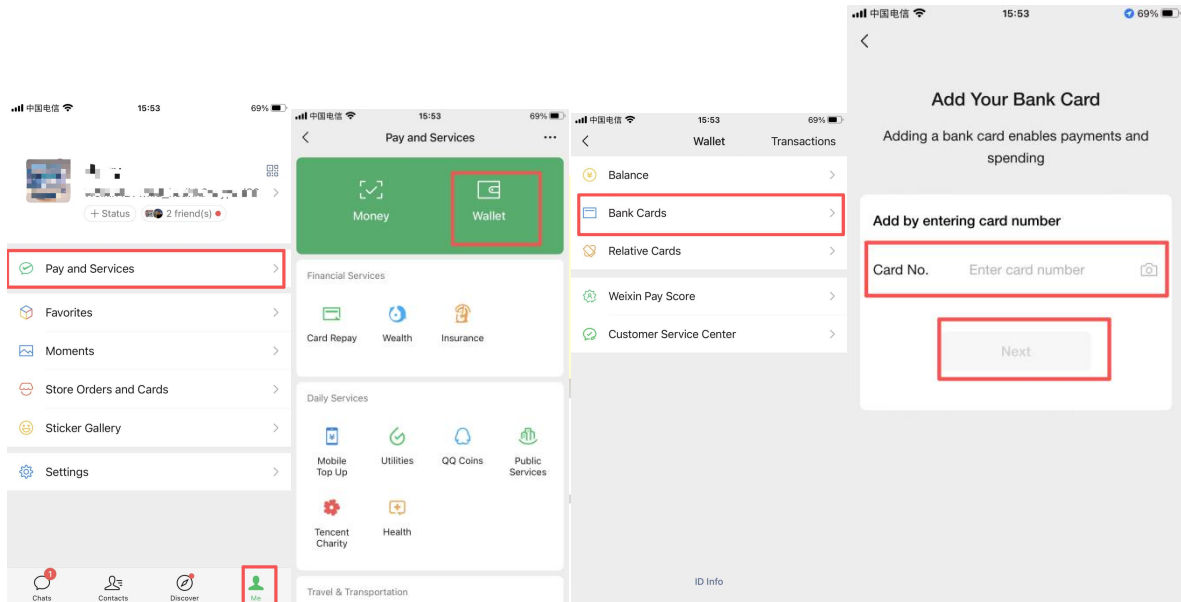 中国电信
15:53
69%
+ Status
2 friend(s)
Pay and Services
Favorites
Moments
Store Orders and Cards
Sticker Gallery
Settings
1
Chats
Contacts
Discover
Me
中国电信
15:53
69%
Pay and Services
Money
Wallet
Financial Services
Card Repay
Wealth
Insurance
Daily Services
Mobile
Top Up
Utilities
QQ Coins
Public
Services
Tencent
Charity
Health
Travel & Transportation
中国电信
15:53
69%
Wallet
Transactions
Balance
Bank Cards
Relative Cards
Weixin Pay Score
Customer Service Center
ID Info
中国电信
15:53
69%
Add Your Bank Card
Adding a bank card enables payments and
spending
Add by entering card number
Card No.
Enter card number
Next